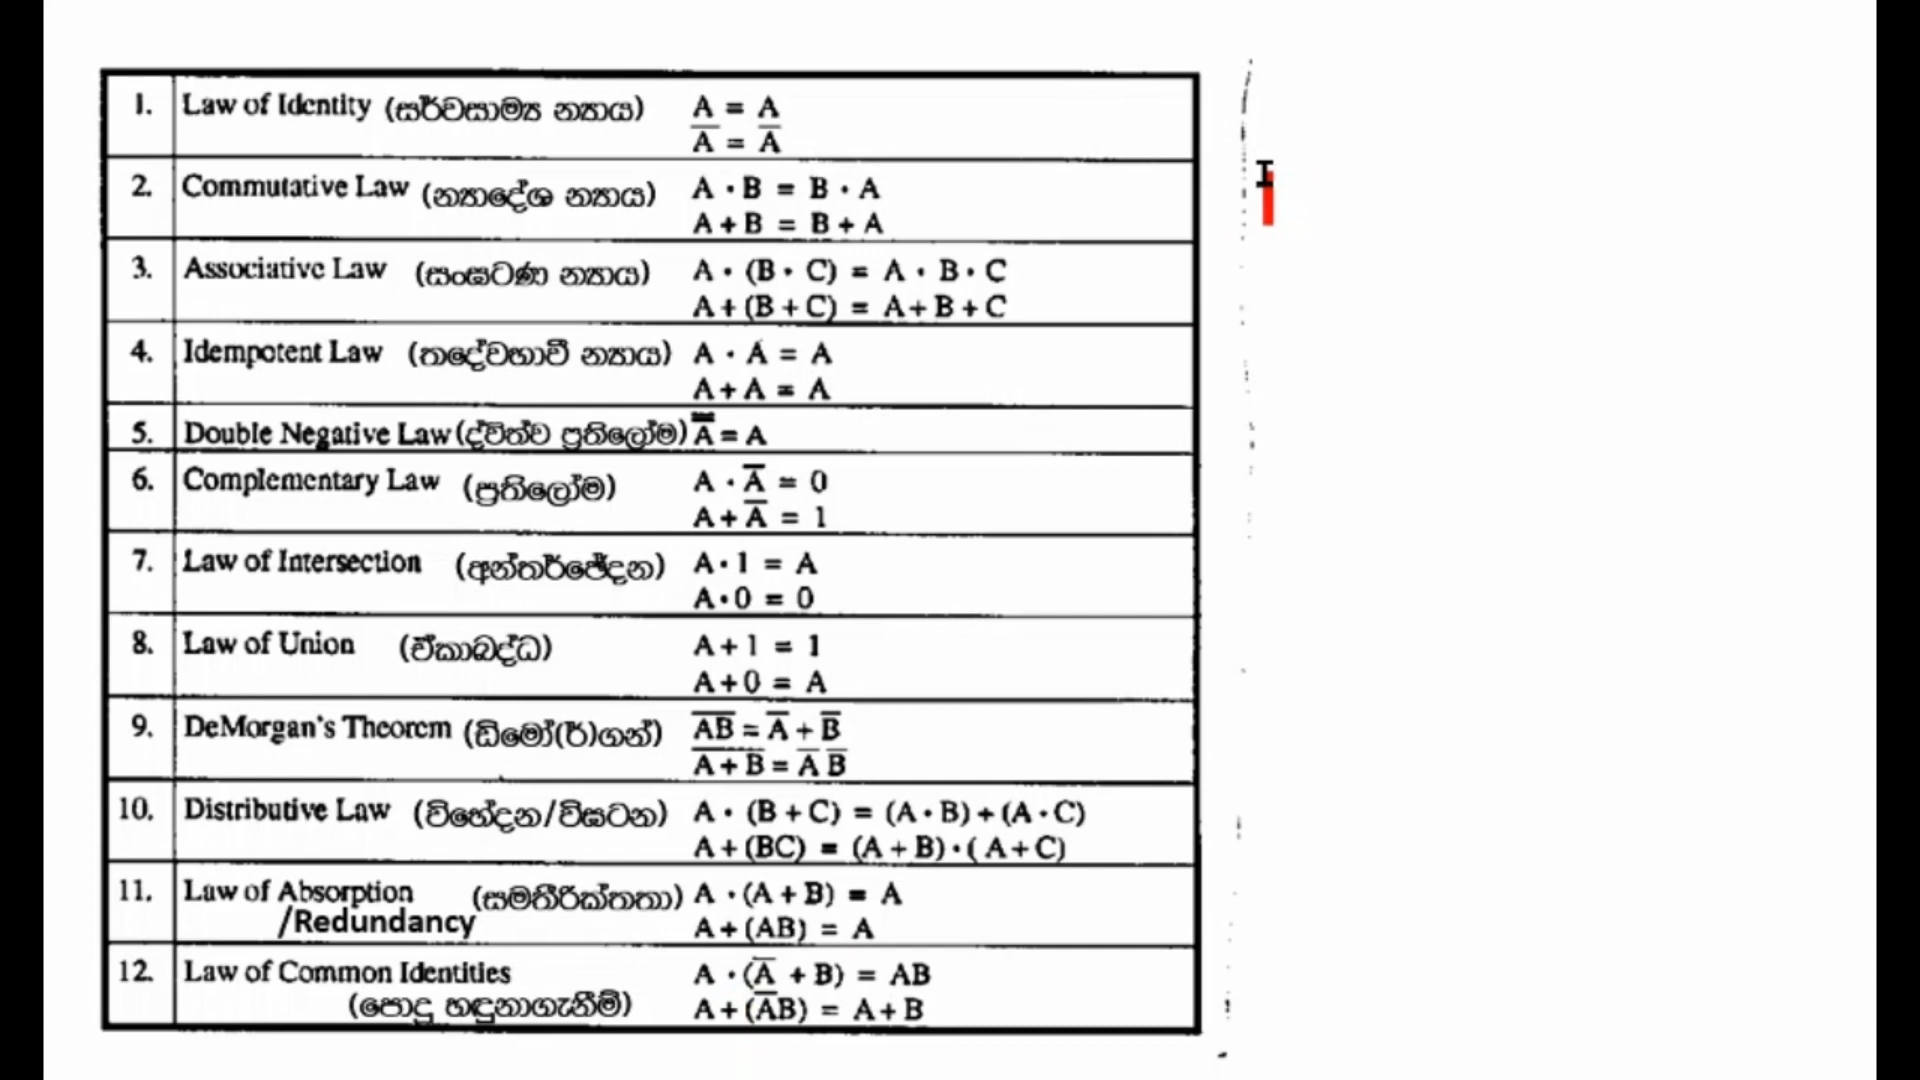 1. Law of Identity (සර්වසාම්‍ය න්‍යාය) A = A
A̅ = A̅
2. Commutative Law (න්‍යාදේශ න්‍යාය) A · B = B · A
A + B = B + A
3. Associative Law (සංඝටණ න්‍යාය) A · (B · C) = A · B · C
A + (B + C) = A + B + C
4. Idempotent Law (තදේවභාවී න්‍යාය) A · A = A
A + A = A
5. Double Negative Law (ද්විත්ව ප්‍රතිලෝම) A̿ = A
6. Complementary Law (ප්‍රතිලෝම) A · A̅ = 0
A + A̅ = 1
7. Law of Intersection (අන්තර්ඡේදන) A · 1 = A
A · 0 = 0
8. Law of Union (ඒකාබද්ධ) A + 1 = 1
A + 0 = A
9. DeMorgan's Theorem (ඩිමෝ(ර්)ගන්) A̅B̅ = A̅ + B̅
A̅ +̅ B̅ = A̅ B̅
10. Distributive Law (විභේදන/විඝටන) A · (B + C) = (A · B) + (A · C)
A + (BC) = (A + B) · (A + C)
11. Law of Absorption (සමතීරික්තතා) A · (A + B) = A
/Redundancy A + (AB) = A
12. Law of Common Identities A · (A̅ + B) = AB
(පොදු හඳුනාගැනීම්) A + (A̅B) = A + B